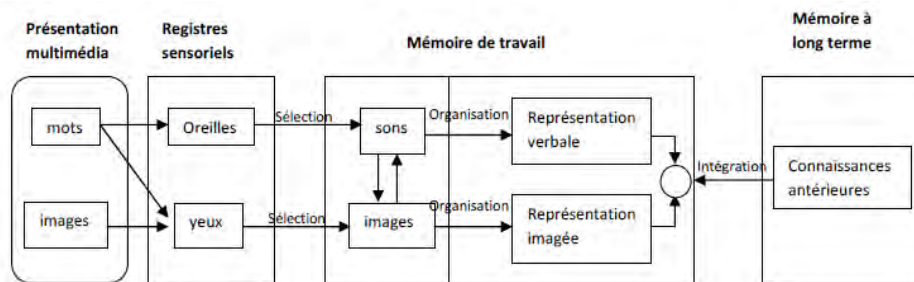 Présentation
multimédia
Registres
sensoriels
Mémoire de travail
Mémoire à
long terme
mots
Oreilles
Sélection
sons
Organisation
Représentation
verbale
Intégration
Connaissances
antérieures
images
yeux
Sélection
images
Organisation
Représentation
imagée